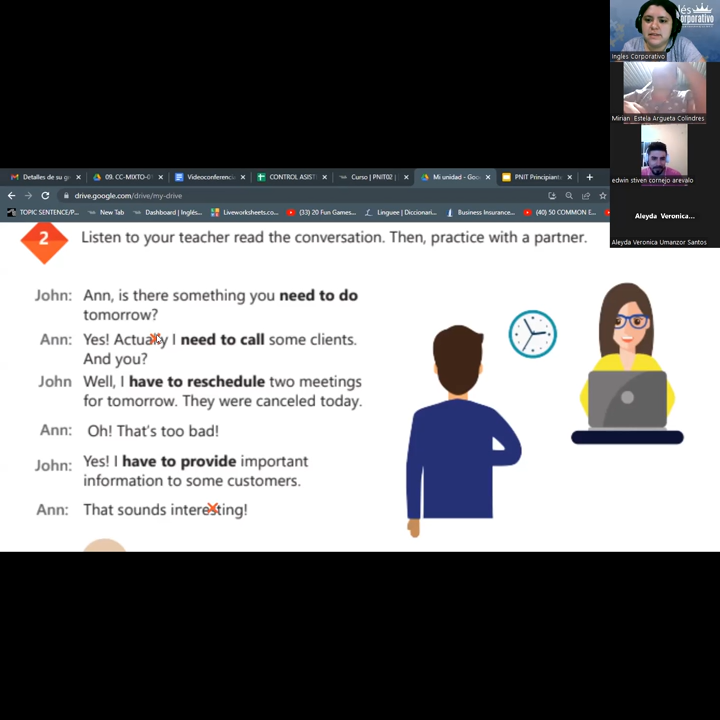 Inglés Corporativo
Mirian Estela Argueta Colindres
edwin stiven cornejo arevalo
Aleyda Veronica ...
Aleyda Veronica Umanzor Santos
Detalles de su g
09. CC-MIXTO-0
Videoconferenci
CONTROL ASIST
Curso | PNIT02 |
Mi unidad - Goo
PNIT Principiant
drive.google.com/drive/my-drive
TOPIC SENTENCE/P...
New Tab
Dashboard | Inglés...
Liveworksheets.co...
(33) 20 Fun Games...
Linguee | Diccionari...
Business Insurance...
(40) 50 COMMON E...
2
Listen to your teacher read the conversation. Then, practice with a partner.
John: Ann, is there something you need to do
tomorrow?
Ann: Yes! Actually I need to call some clients.
And you?
John Well, I have to reschedule two meetings
for tomorrow. They were canceled today.
Ann: Oh! That's too bad!
John: Yes! I have to provide important
information to some customers.
Ann: That sounds interesting!